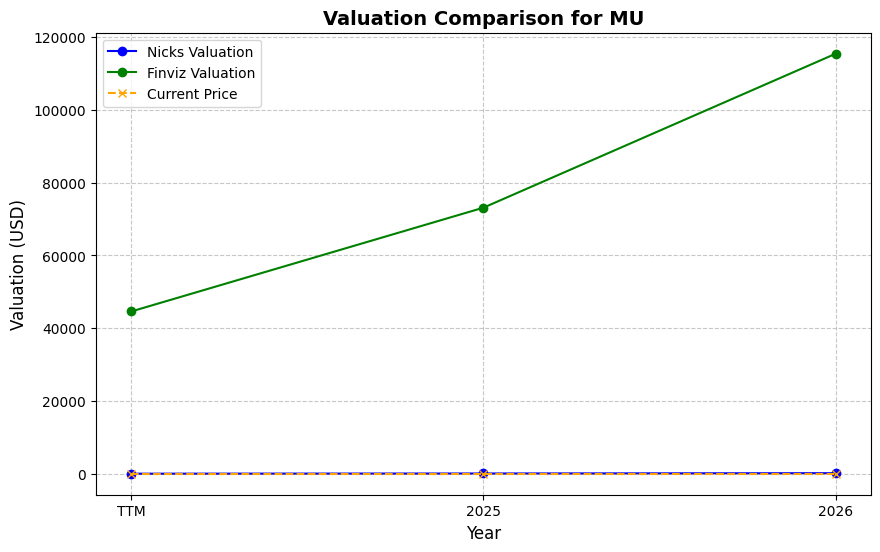 Valuation Comparison for MU
Nicks Valuation
Finviz Valuation
Current Price
Valuation (USD)
120000
100000
80000
60000
40000
20000
0
TTM
2025
2026
Year